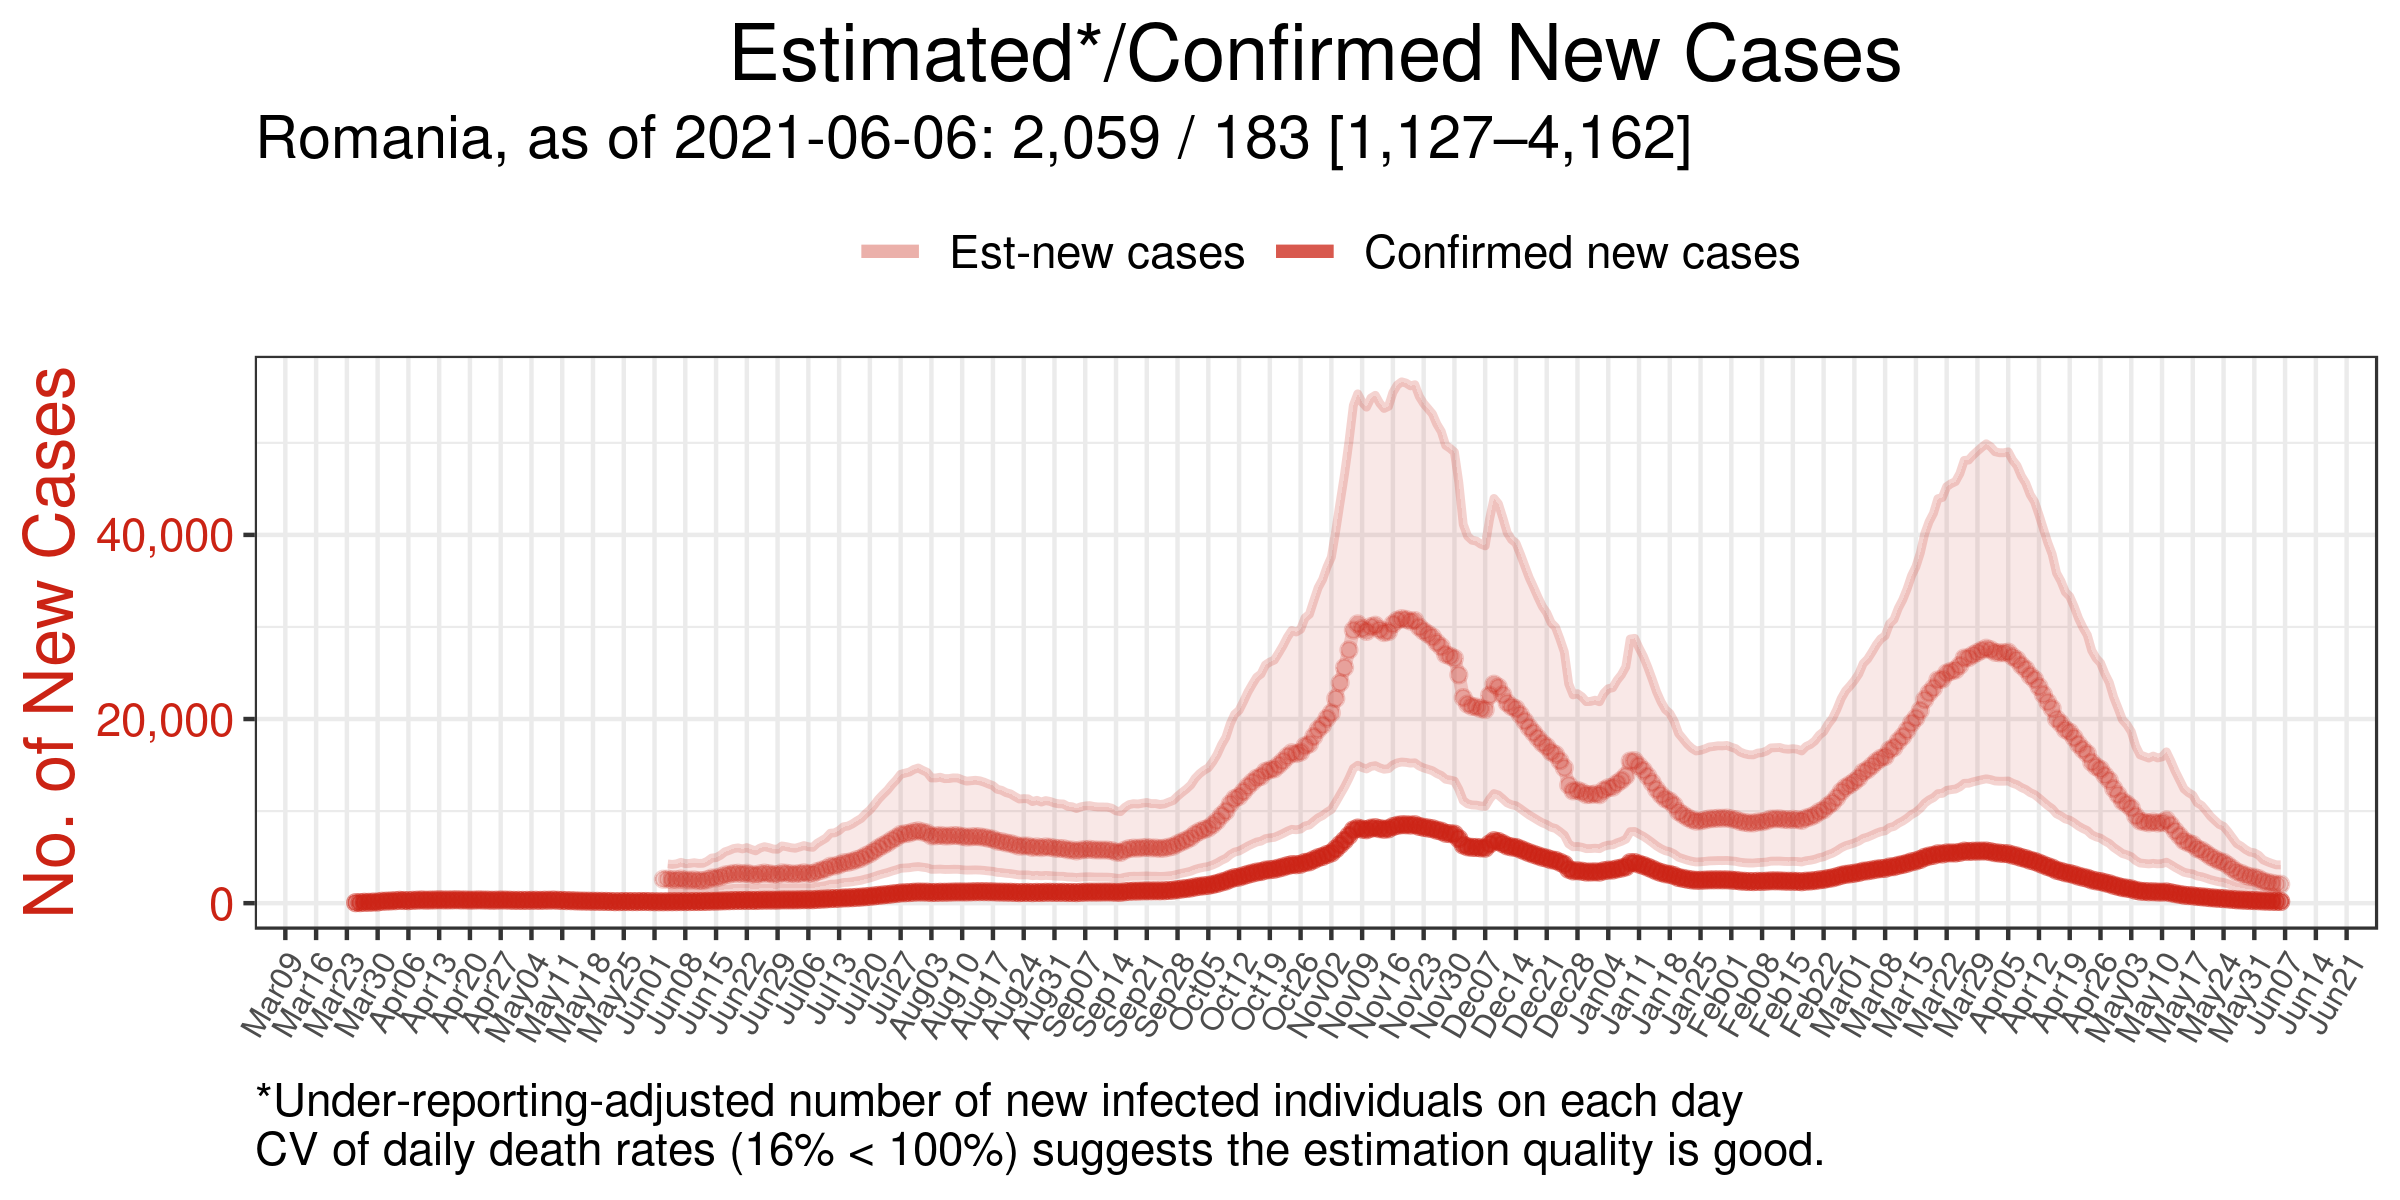 Estimated*/Confirmed New Cases
Romania, as of 2021-06-06: 2,059 / 183 [1,127–4,162]
Est-new cases
Confirmed new cases
No. of New Cases
40,000
20,000
0
Mar09
Mar16
Mar23
Mar30
Apr06
Apr13
Apr20
Apr27
May04
May11
May18
May25
Jun01
Jun08
Jun15
Jun22
Jun29
Jul06
Jul13
Jul20
Jul27
Aug03
Aug10
Aug17
Aug24
Aug31
Sep07
Sep14
Sep21
Sep28
Oct05
Oct12
Oct19
Oct26
Nov02
Nov09
Nov16
Nov23
Nov30
Dec07
Dec14
Dec21
Dec28
Jan04
Jan11
Jan18
Jan25
Feb01
Feb08
Feb15
Feb22
Mar01
Mar08
Mar15
Mar22
Mar29
Apr05
Apr12
Apr19
Apr26
May03
May10
May17
May24
May31
Jun07
Jun14
Jun21
*Under-reporting-adjusted number of new infected individuals on each day
CV of daily death rates (16% < 100%) suggests the estimation quality is good.